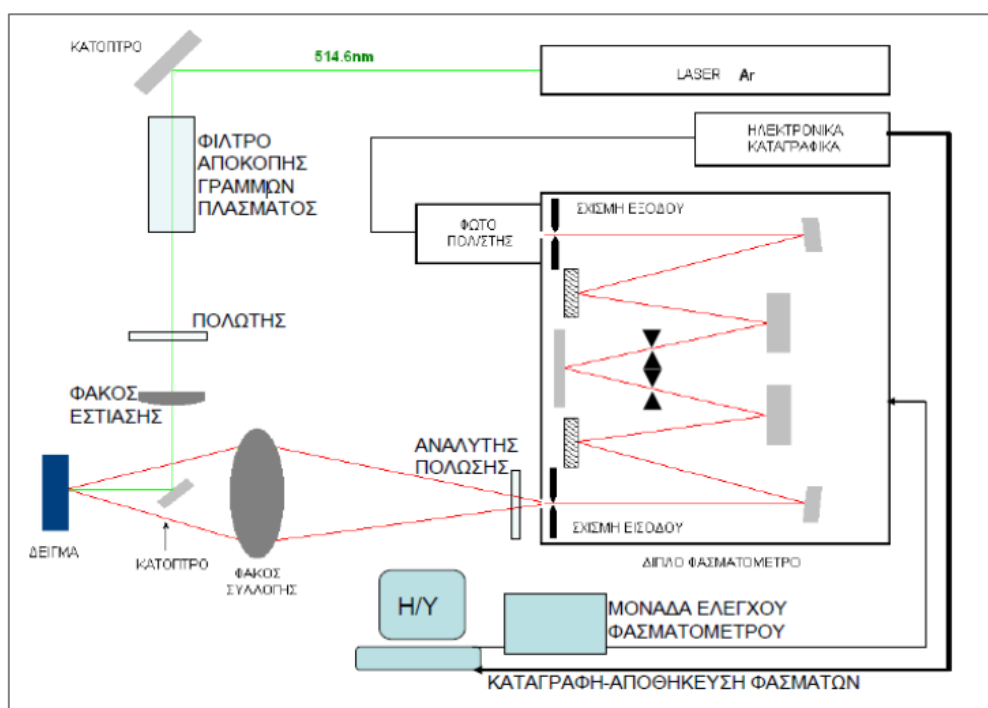 ΚΑΤΟΠΤΡΟ
514.6nm
LASER Ar
ΗΛΕΚΤΡΟΝΙΚΑ
ΚΑΤΑΓΡΑΦΙΚΑ
ΦΙΛΤΡΟ
ΑΠΟΚΟΠΗΣ
ΓΡΑΜΜΩΝ
ΠΛΑΣΜΑΤΟΣ
ΣΧΙΣΜΗ ΕΞΟΔΟΥ
ΦΩΤΟ
ΠΟΛ/ΣΤΗΣ
ΠΟΛΩΤΗΣ
ΦΑΚΟΣ
ΕΣΤΙΑΣΗΣ
ΑΝΑΛΥΤΗΣ
ΠΟΛΩΣΗΣ
ΣΧΙΣΜΗ ΕΙΣΟΔΟΥ
ΔΕΙΓΜΑ
ΚΑΤΟΠΤΡΟ
ΦΑΚΟΣ
ΣΥΛΛΟΓΗΣ
ΔΙΠΛΟ ΦΑΣΜΑΤΟΜΕΤΡΟ
Η/Υ
ΜΟΝΑΔΑ ΕΛΕΓΧΟΥ
ΦΑΣΜΑΤΟΜΕΤΡΟΥ
ΚΑΤΑΓΡΑΦΗ-ΑΠΟΘΗΚΕΥΣΗ ΦΑΣΜΑΤΩΝ